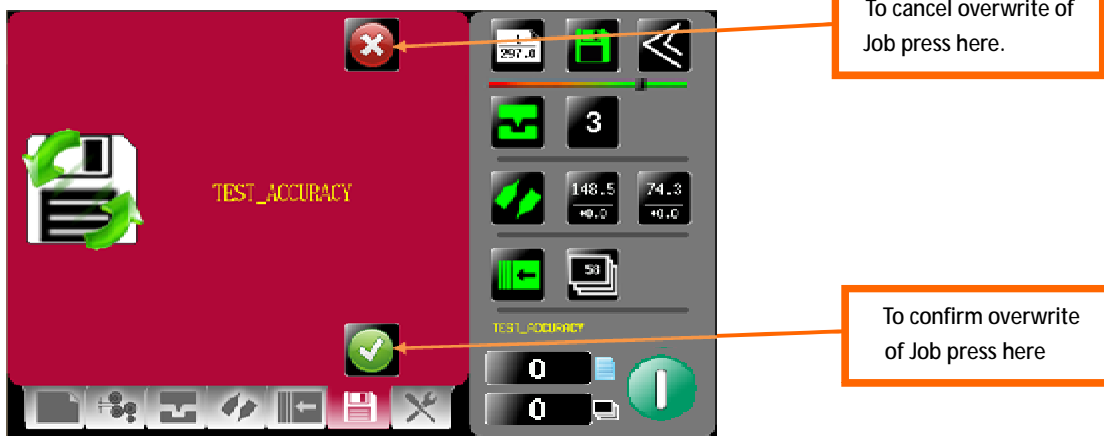 To cancel overwrite of
Job press here.
297.0
3
148.5
+0.0
74.3
+0.0
TEST_ACCURACY
58
TEST_ACCURACY
0
0
To confirm overwrite
of Job press here